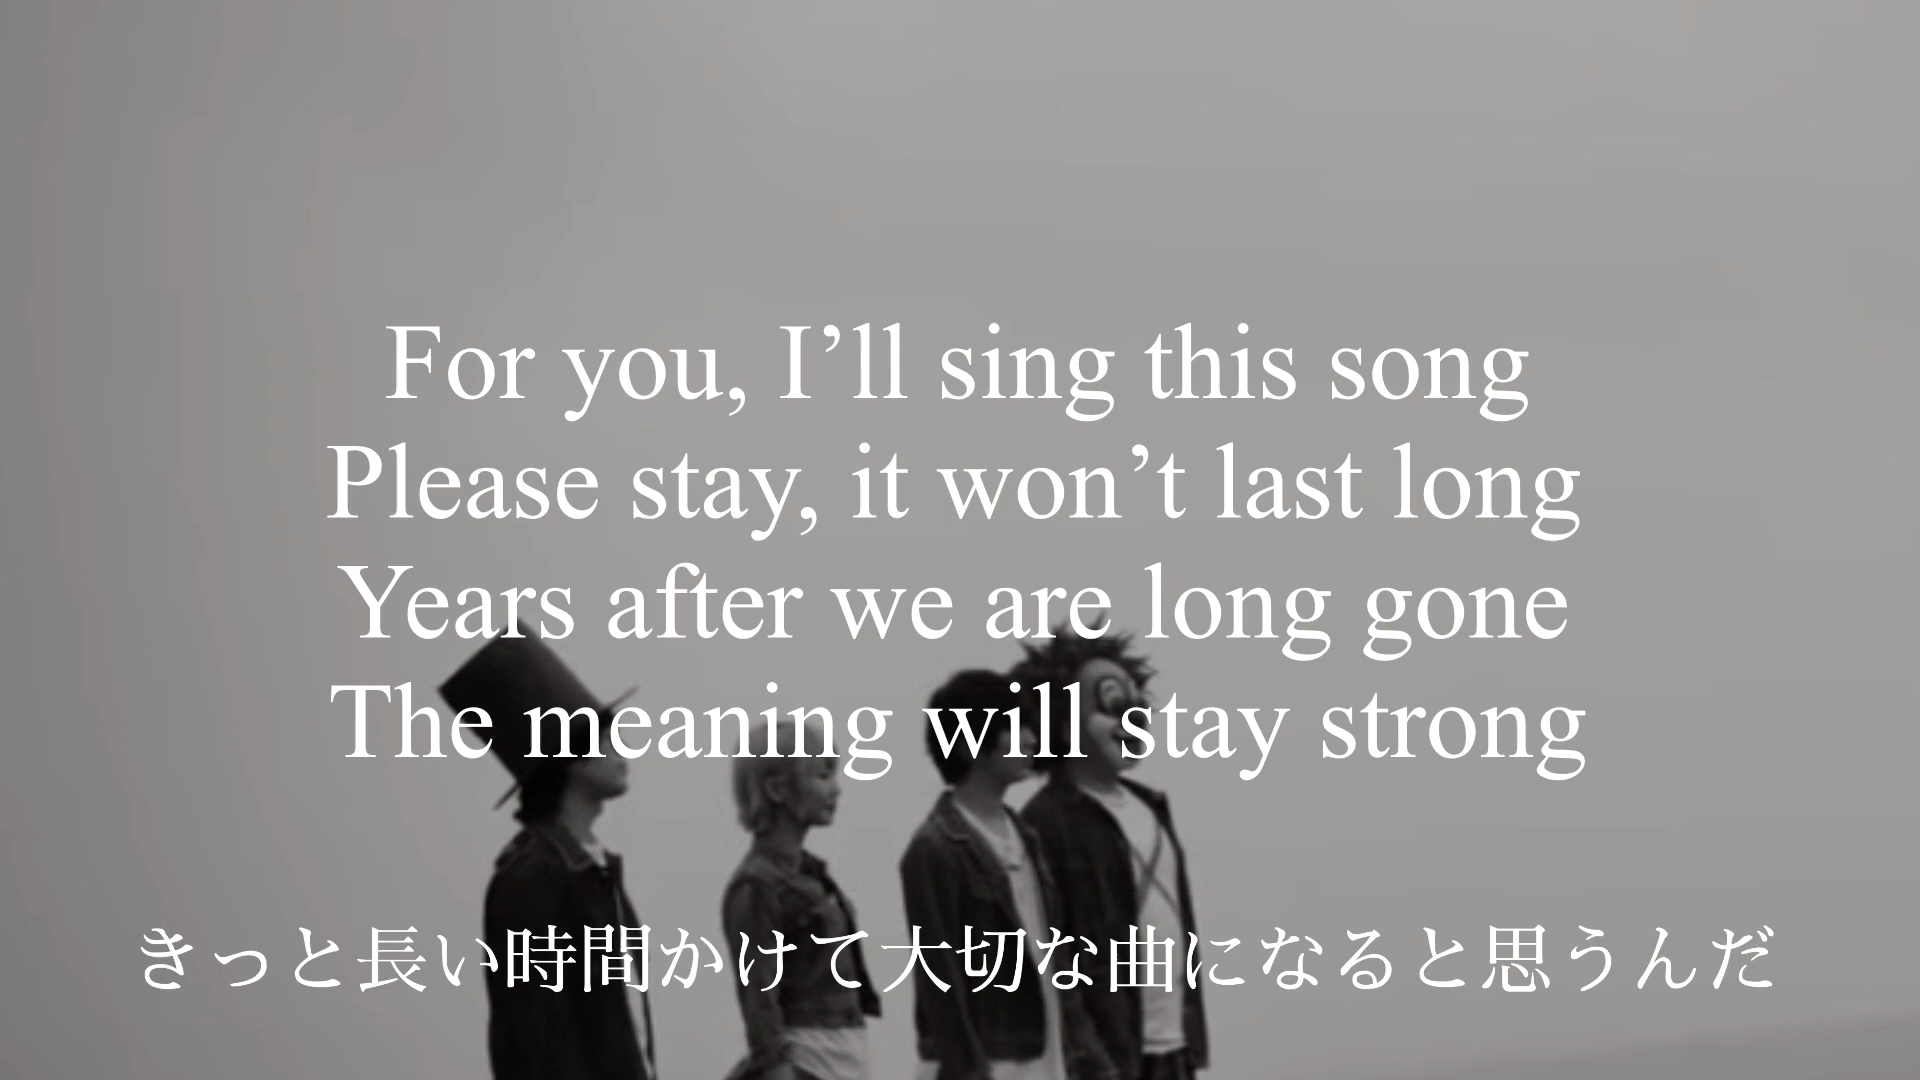 For you, I’ll sing this song
Please stay, it won’t last long
Years after we are long gone
The meaning will stay strong
きっと長い時間かけて大切な曲になると思うんだ